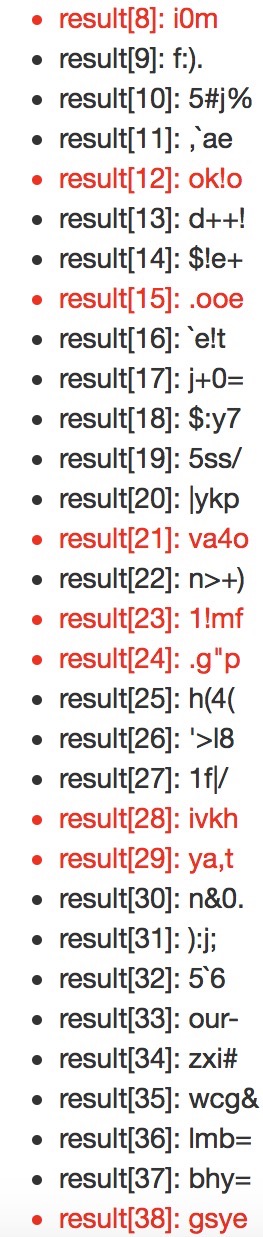 result[8]: i0m
result[9]: f:).
result[10]: 5#j%
result[11]: ,`ae
result[12]: ok!o
result[13]: d++!
result[14]: $!e+
result[15]: .ooe
result[16]: `e!t
result[17]: j+0=
result[18]: $:y7
result[19]: 5ss/
result[20]: |ykp
result[21]: va4o
result[22]: n>+)
result[23]: 1!mf
result[24]: .g"p
result[25]: h(4(
result[26]: '>l8
result[27]: 1f|/
result[28]: ivkh
result[29]: ya,t
result[30]: n&0.
result[31]: ):j;
result[32]: 5`6
result[33]: our-
result[34]: zxi#
result[35]: wcg&
result[36]: lmb=
result[37]: bhy=
result[38]: gsye